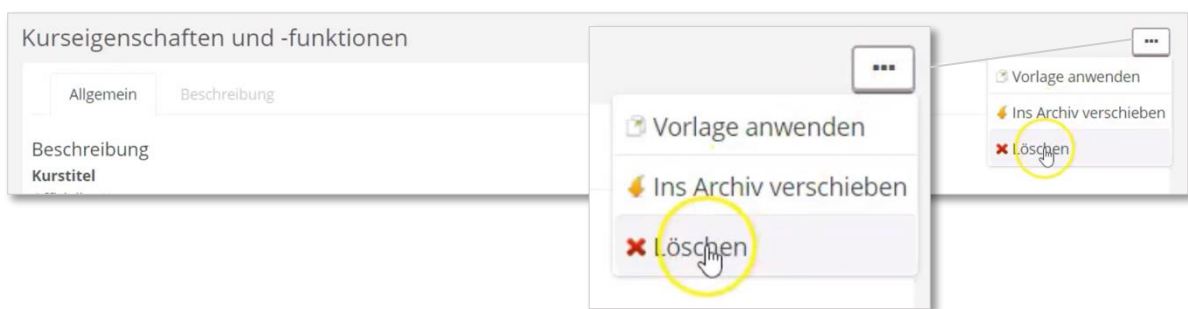 Kurseigenschaften und -funktionen
Allgemein
Beschreibung
Beschreibung
Kurstitel
Vorlage anwenden
Ins Archiv verschieben
Löschen
Vorlage anwenden
Ins Archiv verschieben
Löschen